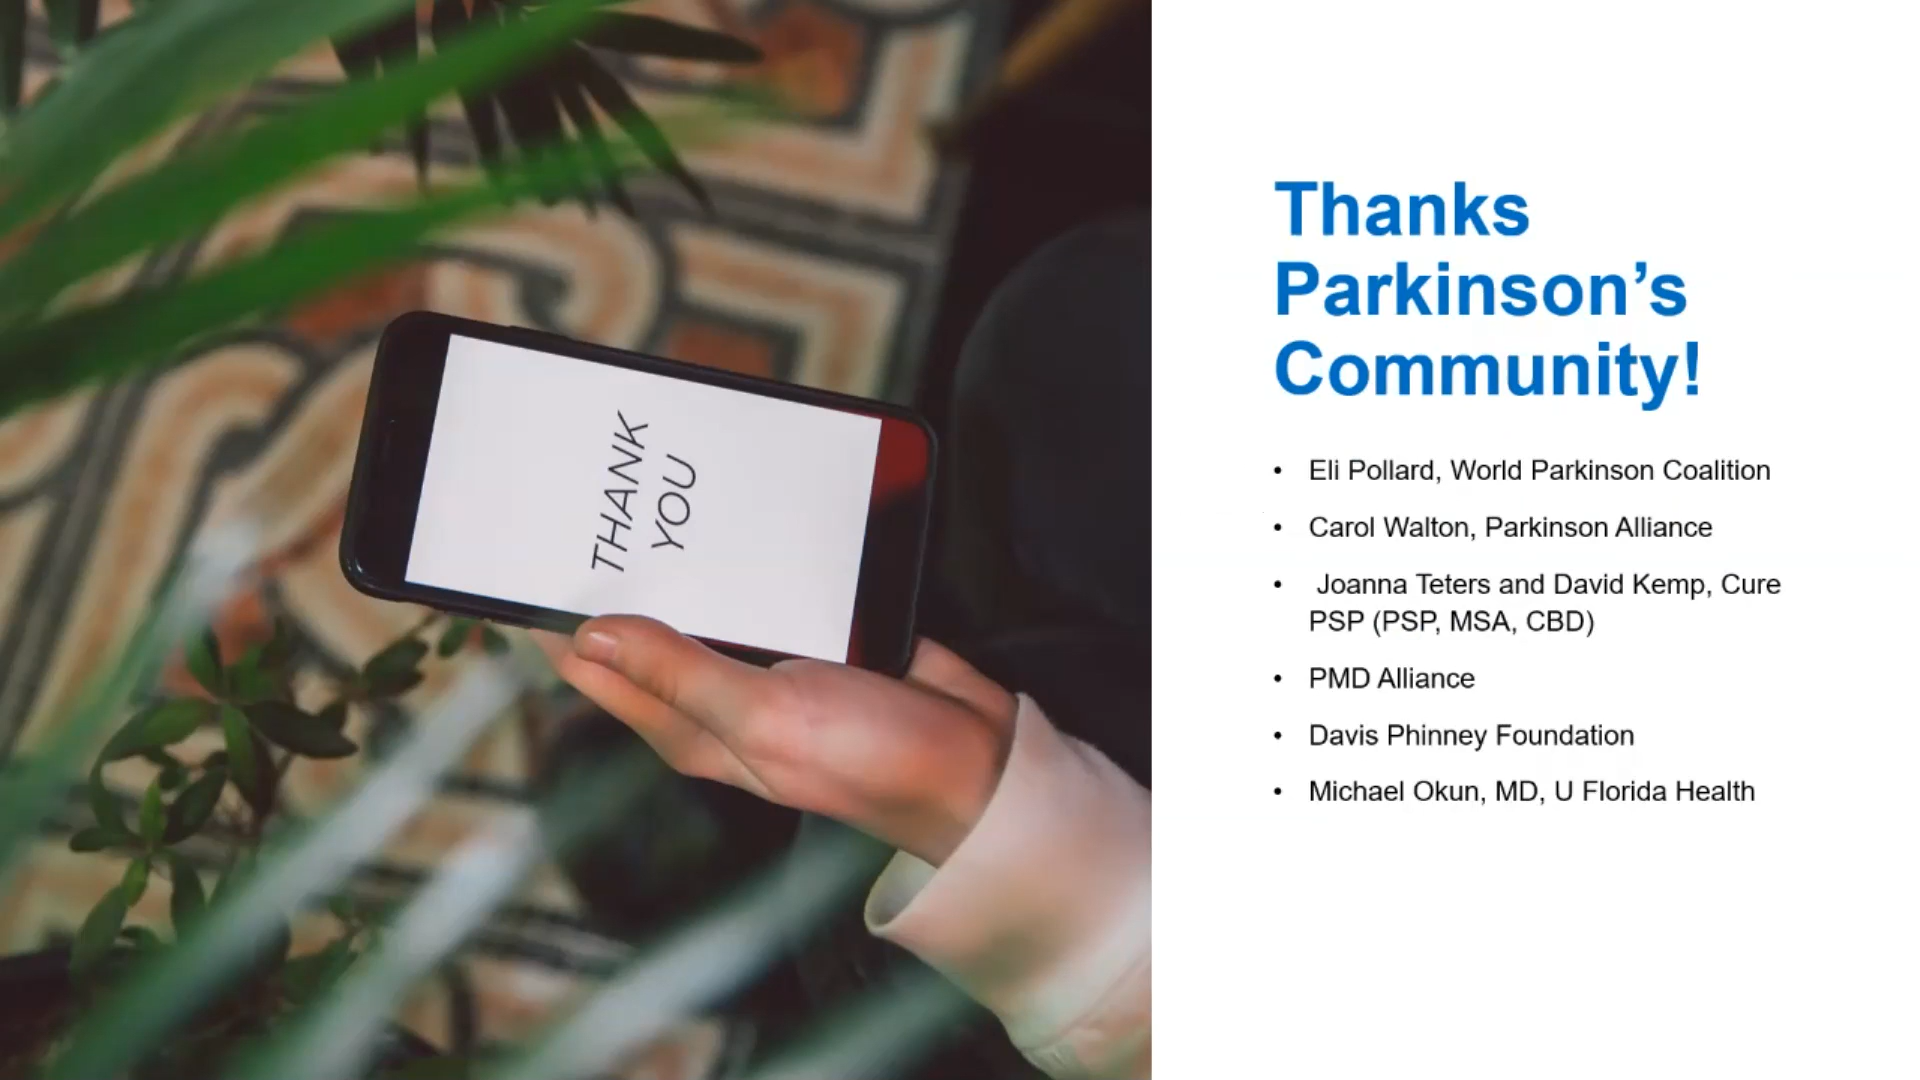 THANK
YOU
Thanks
Parkinson’s
Community!
• Eli Pollard, World Parkinson Coalition
• Carol Walton, Parkinson Alliance
• Joanna Teters and David Kemp, Cure
PSP (PSP, MSA, CBD)
• PMD Alliance
• Davis Phinney Foundation
• Michael Okun, MD, U Florida Health